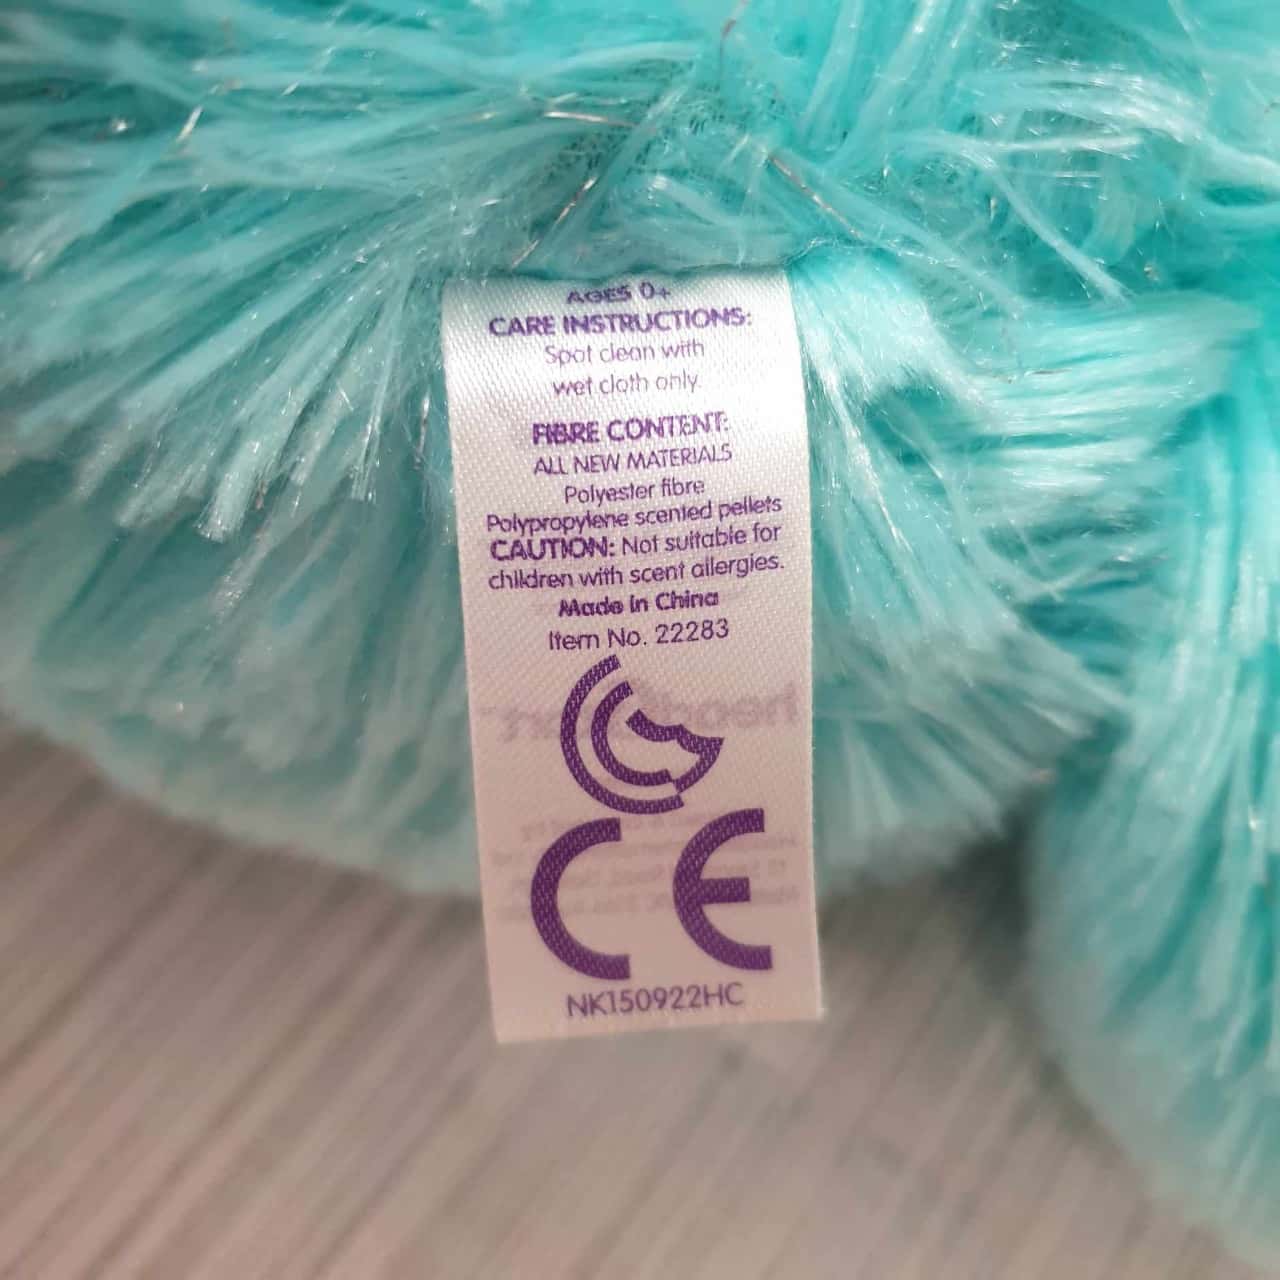 AGES 0+
CARE INSTRUCTIONS:
Spot clean with
wet cloth only.
FIBRE CONTENT:
ALL NEW MATERIALS
Polyester fibre
Polypropylene scented pellets
CAUTION: Not suitable for
children with scent allergies.
Made in China
Item No. 22283
CE
NK150922HC